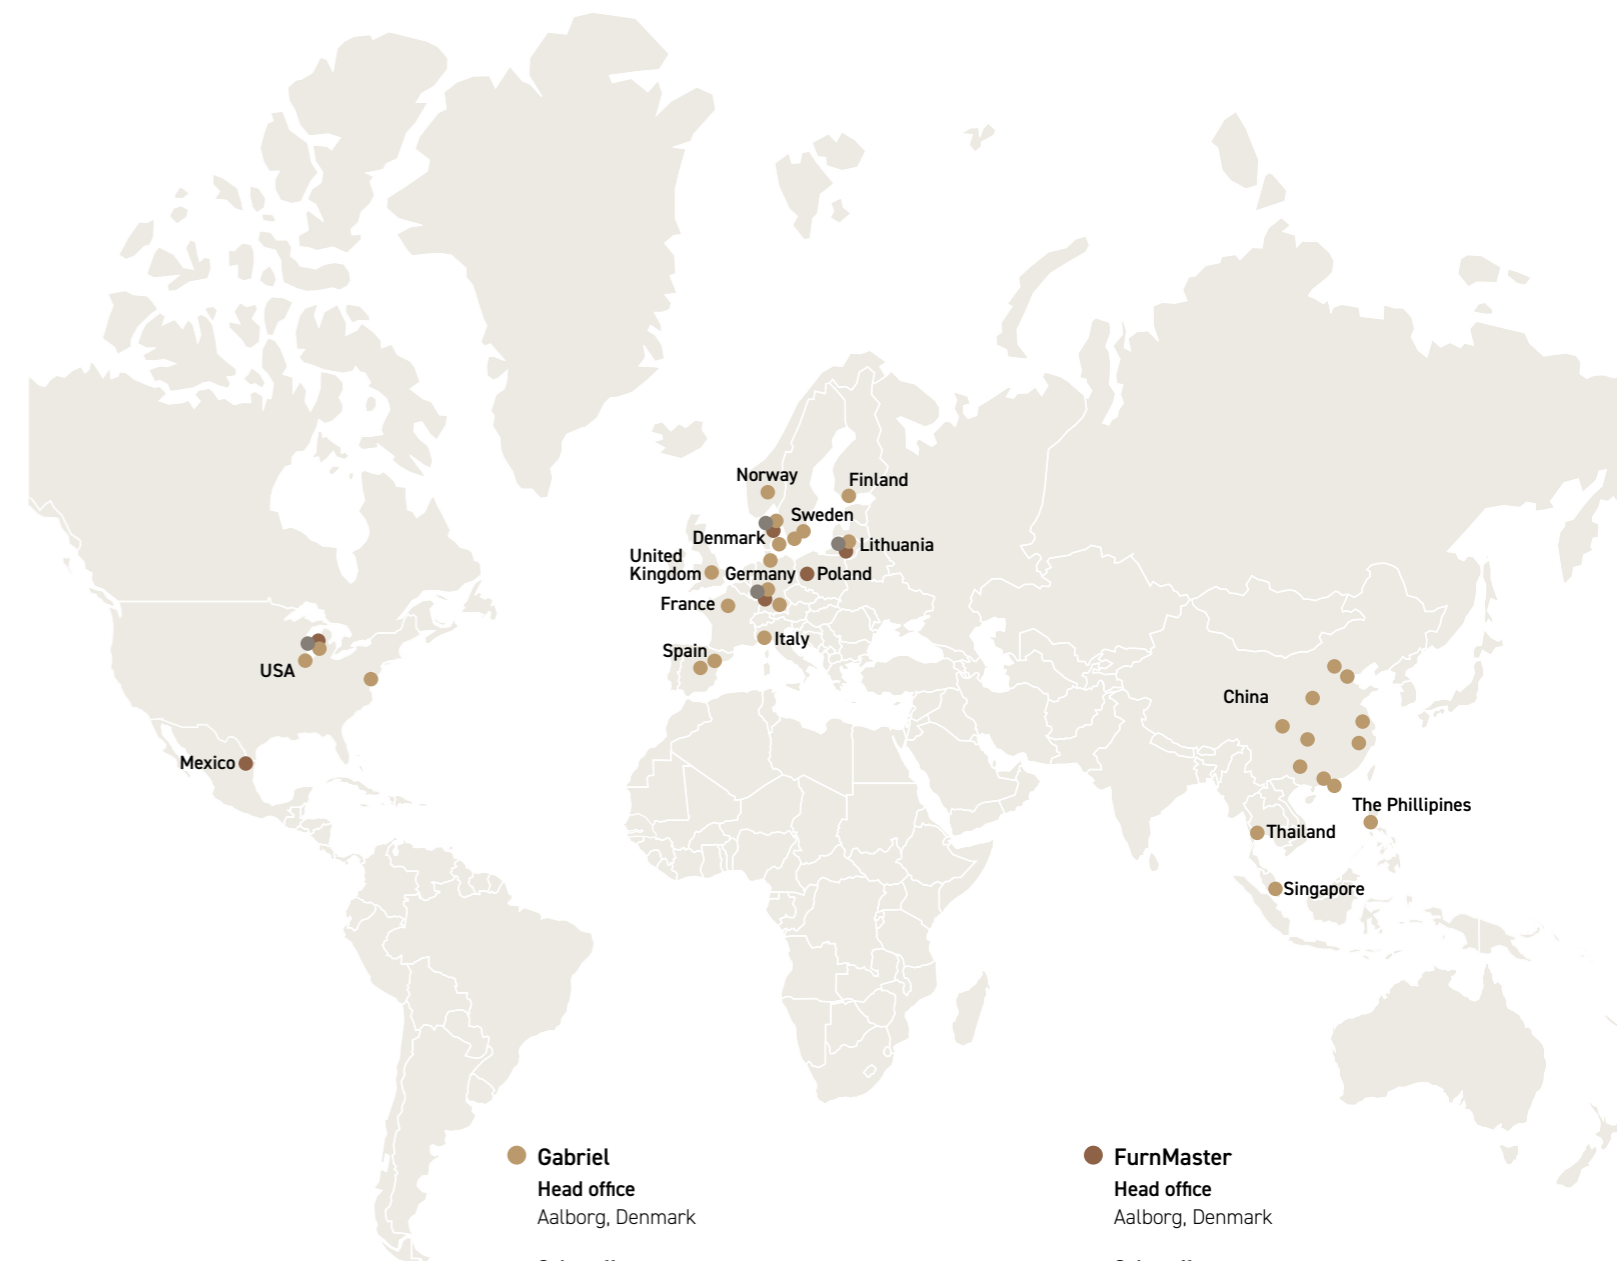 Norway
Finland
Sweden
Denmark
Lithuania
United
Kingdom
Germany
Poland
France
Italy
Spain
USA
China
Mexico
The Phillipines
Thailand
Singapore
Gabriel
Head office
Aalborg, Denmark
FurnMaster
Head office
Aalborg, Denmark